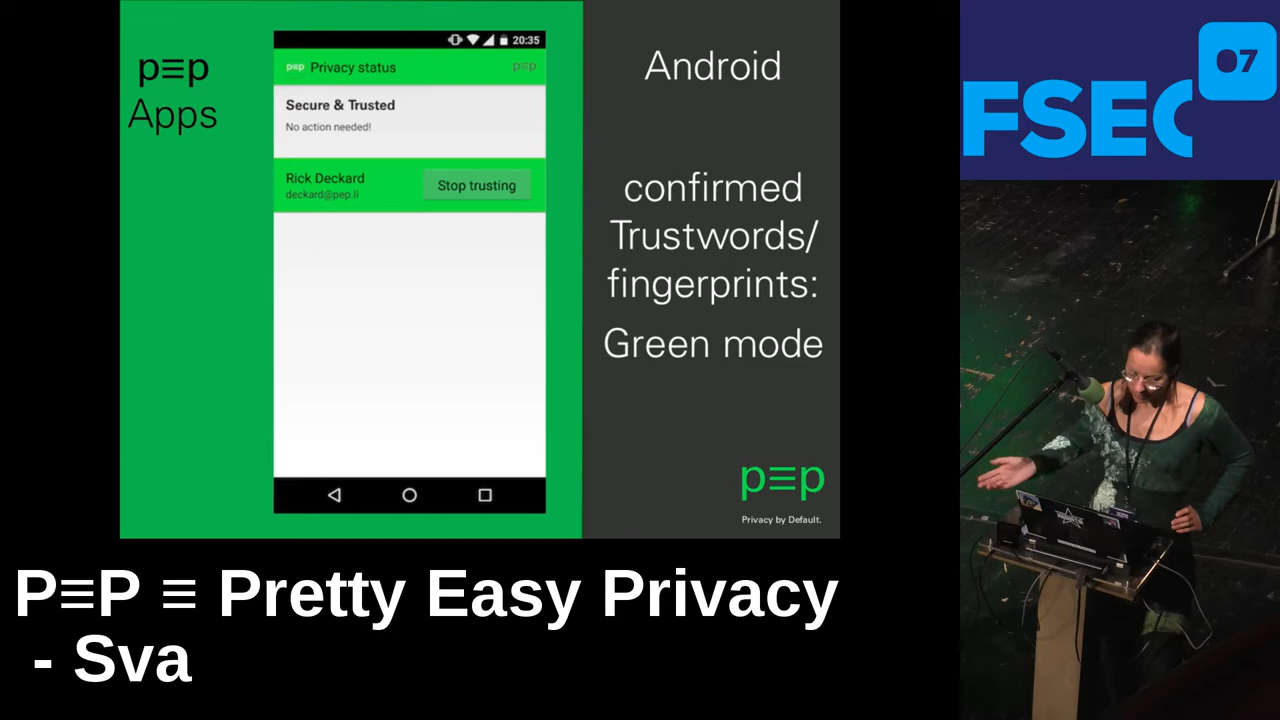 p≡p
Apps
20:35
p≡p Privacy status
p≡p
Secure & Trusted
No action needed!
Rick Deckard
deckard@pep.li
Stop trusting
Android
confirmed
Trustwords/
fingerprints:
Green mode
p≡p
Privacy by Default.
07
FSEC
P≡P ≡ Pretty Easy Privacy
- Sva